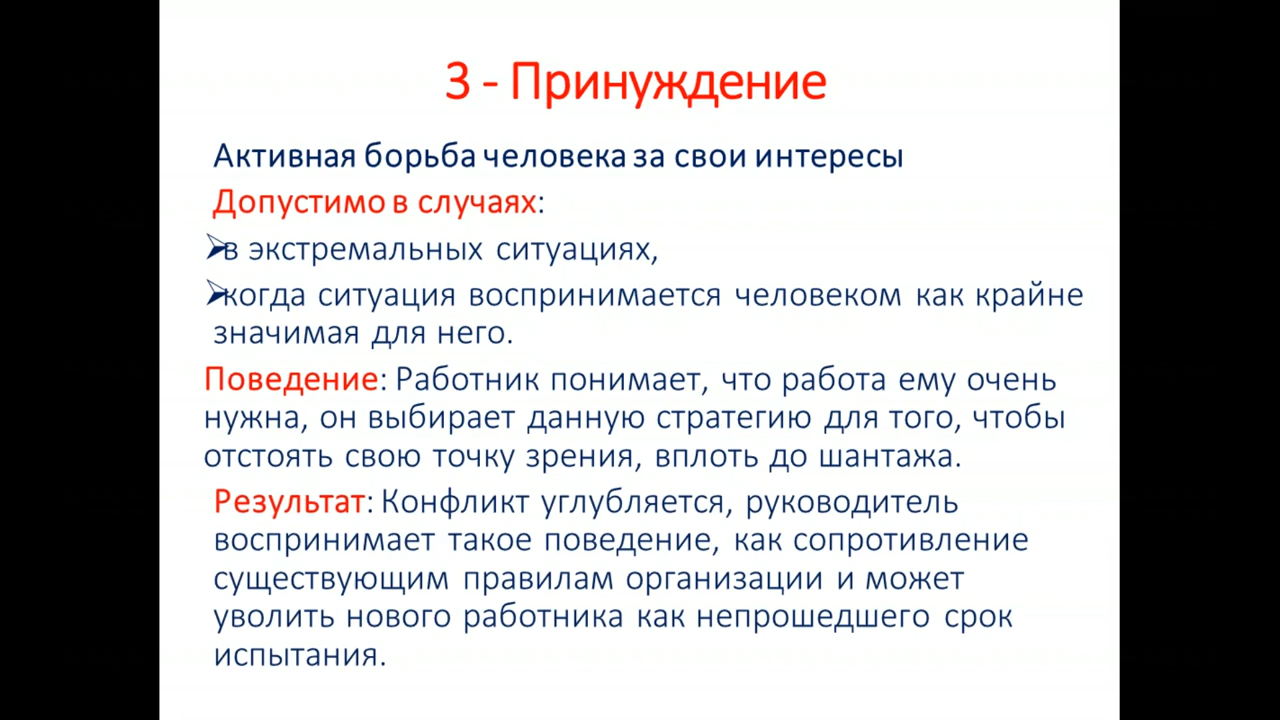 3 - Принуждение
Активная борьба человека за свои интересы
Допустимо в случаях:
➢в экстремальных ситуациях,
➢когда ситуация воспринимается человеком как крайне
значимая для него.
Поведение: Работник понимает, что работа ему очень
нужна, он выбирает данную стратегию для того, чтобы
отстоять свою точку зрения, вплоть до шантажа.
Результат: Конфликт углубляется, руководитель
воспринимает такое поведение, как сопротивление
существующим правилам организации и может
уволить нового работника как непрошедшего срок
испытания.